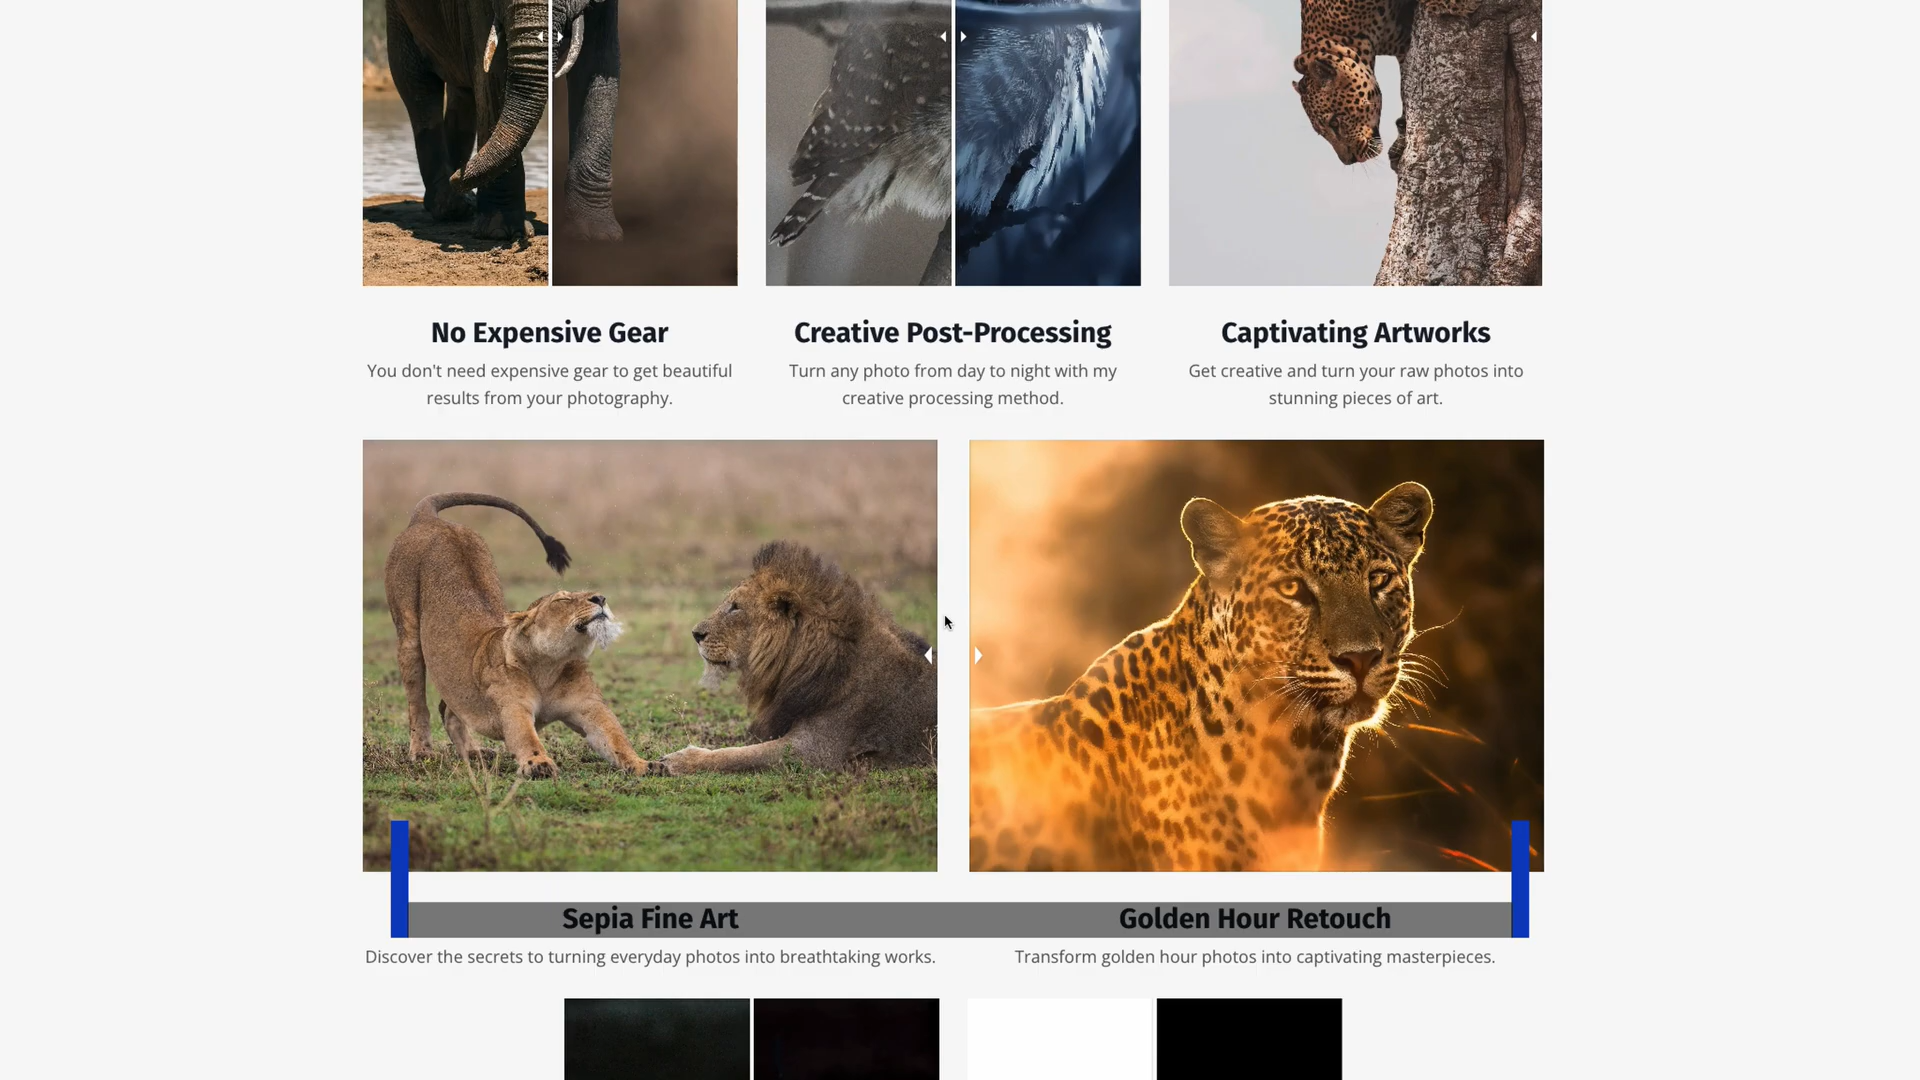 No Expensive Gear
You don't need expensive gear to get beautiful
results from your photography.
Creative Post-Processing
Turn any photo from day to night with my
creative processing method.
Captivating Artworks
Get creative and turn your raw photos into
stunning pieces of art.
Sepia Fine Art
Discover the secrets to turning everyday photos into breathtaking works.
Golden Hour Retouch
Transform golden hour photos into captivating masterpieces.